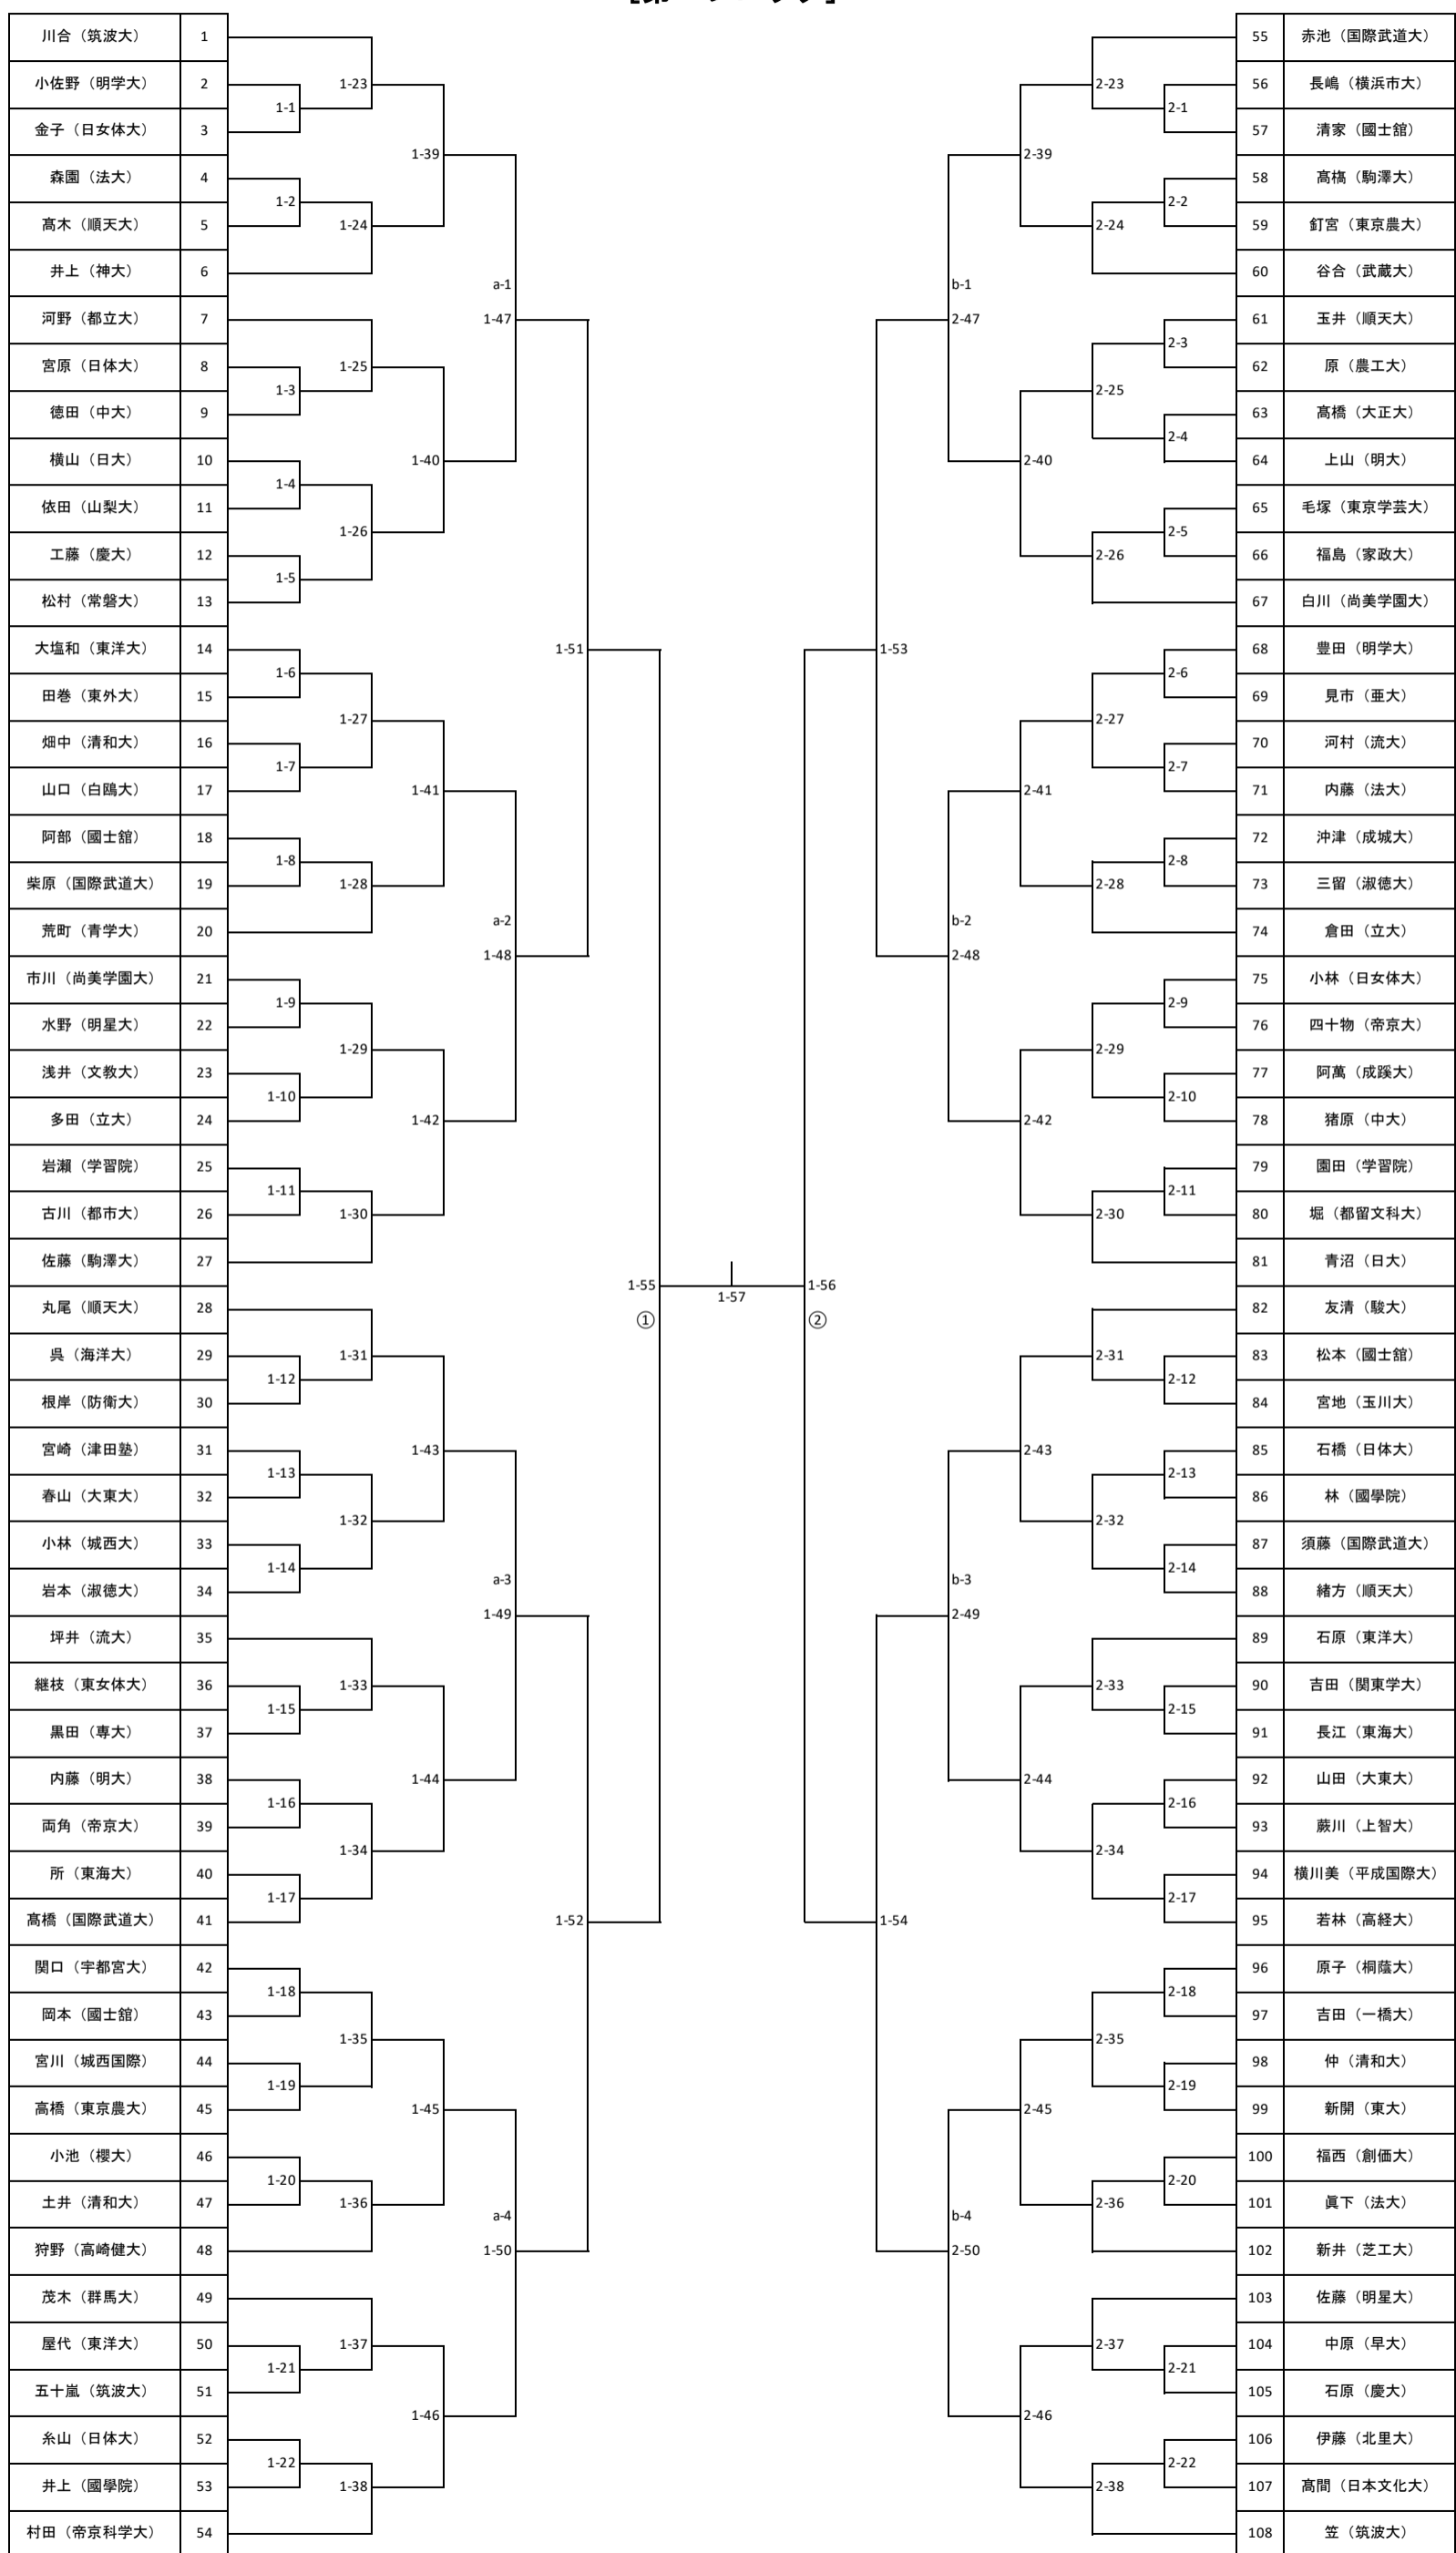 川合（筑波大） 1
小佐野（明学大） 2
金子（日女体大） 3
森園（法大） 4
髙木（順天大） 5
井上（神大） 6
河野（都立大） 7
宮原（日体大） 8
徳田（中大） 9
横山（日大） 10
依田（山梨大） 11
工藤（慶大） 12
松村（常磐大） 13
大塩和（東洋大） 14
田巻（東外大） 15
畑中（清和大） 16
山口（白鷗大） 17
阿部（國士舘） 18
柴原（国際武道大） 19
荒町（青学大） 20
市川（尚美学園大） 21
水野（明星大） 22
浅井（文教大） 23
多田（立大） 24
岩瀨（学習院） 25
古川（都市大） 26
佐藤（駒澤大） 27
丸尾（順天大） 28
呉（海洋大） 29
根岸（防衛大） 30
宮崎（津田塾） 31
春山（大東大） 32
小林（城西大） 33
岩本（淑徳大） 34
坪井（流大） 35
継枝（東女体大） 36
黒田（専大） 37
内藤（明大） 38
両角（帝京大） 39
所（東海大） 40
髙橋（国際武道大） 41
関口（宇都宮大） 42
岡本（國士舘） 43
宮川（城西国際） 44
高橋（東京農大） 45
小池（櫻大） 46
土井（清和大） 47
狩野（高崎健大） 48
茂木（群馬大） 49
屋代（東洋大） 50
五十嵐（筑波大） 51
糸山（日体大） 52
井上（國學院） 53
村田（帝京科学大） 54
1-1
1-2
1-3
1-4
1-5
1-6
1-7
1-8
1-9
1-10
1-11
1-12
1-13
1-14
1-15
1-16
1-17
1-18
1-19
1-20
1-21
1-22
1-23
1-24
1-25
1-26
1-27
1-28
1-29
1-30
1-31
1-32
1-33
1-34
1-35
1-36
1-37
1-38
1-39
1-40
1-41
1-42
1-43
1-44
1-45
1-46
a-1
1-47
a-2
1-48
a-3
1-49
a-4
1-50
1-51
1-52
1-55
①
1-57
1-56
②
1-53
1-54
b-1
2-47
b-2
2-48
b-3
2-49
b-4
2-50
2-39
2-40
2-41
2-42
2-43
2-44
2-45
2-46
2-23
2-24
2-25
2-26
2-27
2-28
2-29
2-30
2-31
2-32
2-33
2-34
2-35
2-36
2-37
2-38
2-1
2-2
2-3
2-4
2-5
2-6
2-7
2-8
2-9
2-10
2-11
2-12
2-13
2-14
2-15
2-16
2-17
2-18
2-19
2-20
2-21
2-22
55 赤池（国際武道大）
56 長嶋（横浜市大）
57 清家（國士舘）
58 髙槗（駒澤大）
59 釘宮（東京農大）
60 谷合（武蔵大）
61 玉井（順天大）
62 原（農工大）
63 髙橋（大正大）
64 上山（明大）
65 毛塚（東京学芸大）
66 福島（家政大）
67 白川（尚美学園大）
68 豊田（明学大）
69 見市（亜大）
70 河村（流大）
71 内藤（法大）
72 沖津（成城大）
73 三留（淑徳大）
74 倉田（立大）
75 小林（日女体大）
76 四十物（帝京大）
77 阿萬（成蹊大）
78 猪原（中大）
79 園田（学習院）
80 堀（都留文科大）
81 青沼（日大）
82 友清（駿大）
83 松本（國士舘）
84 宮地（玉川大）
85 石橋（日体大）
86 林（國學院）
87 須藤（国際武道大）
88 緒方（順天大）
89 石原（東洋大）
90 吉田（関東学大）
91 長江（東海大）
92 山田（大東大）
93 蕨川（上智大）
94 横川美（平成国際大）
95 若林（高経大）
96 原子（桐蔭大）
97 吉田（一橋大）
98 仲（清和大）
99 新開（東大）
100 福西（創価大）
101 眞下（法大）
102 新井（芝工大）
103 佐藤（明星大）
104 中原（早大）
105 石原（慶大）
106 伊藤（北里大）
107 髙間（日本文化大）
108 笠（筑波大）